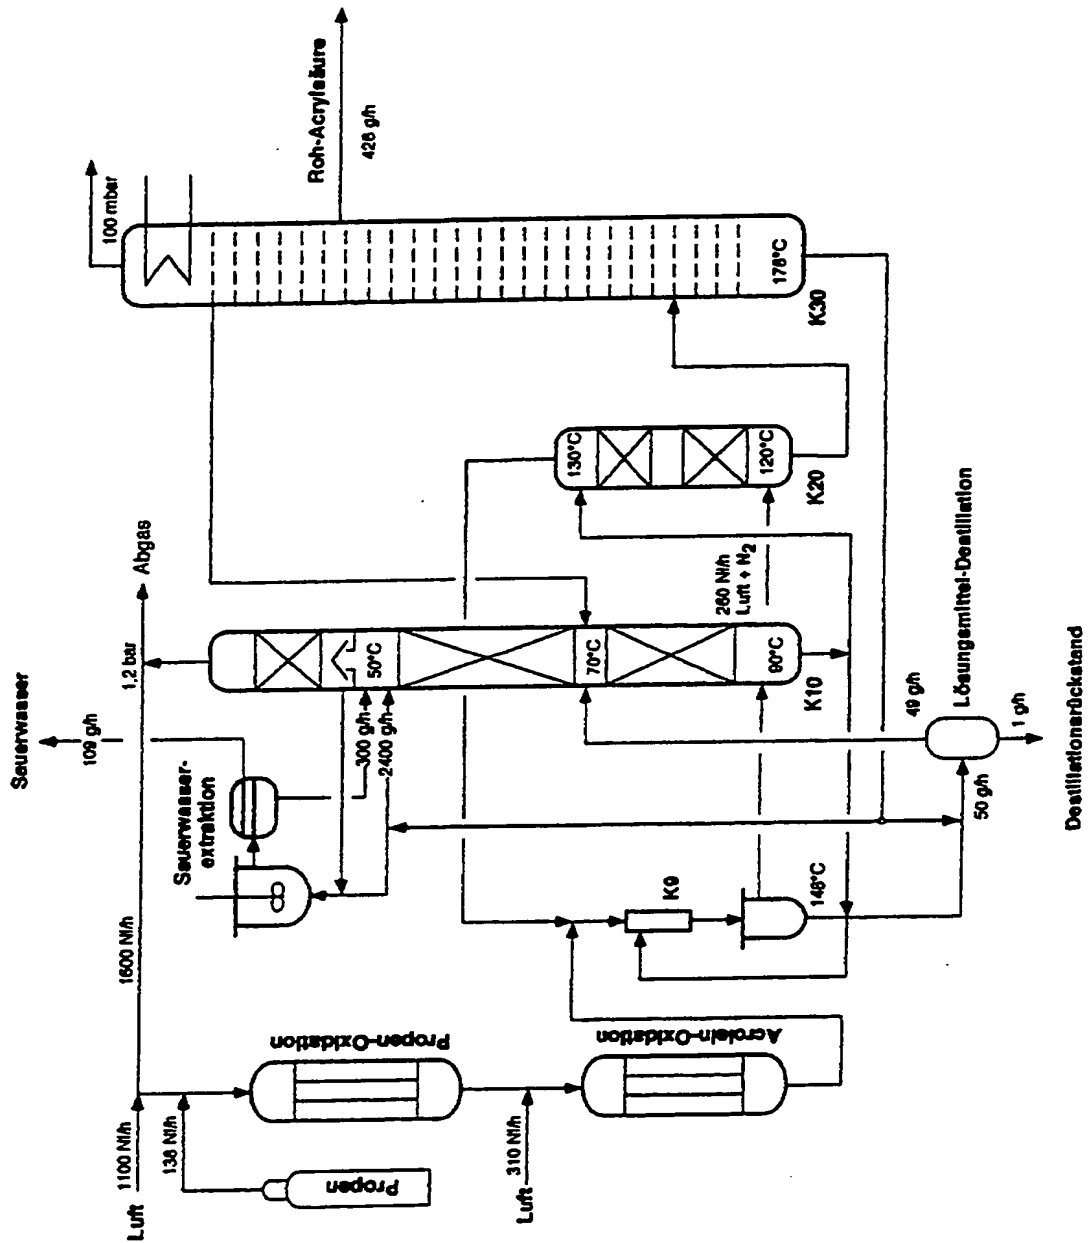 Sauerwasser
109 g/h
Sauerwasser-
extraktion
1600 Nl/h
1,2 bar
Abgas
100 mbar
Roh-Acrylsäure
426 g/h
Luft
1100 Nl/h
138 Nl/h
Propen
Propen-Oxidation
Luft
310 Nl/h
Acrolein-Oxidation
300 g/h
2400 g/h
50°C
70°C
90°C
K10
K9
148°C
260 Nl/h
Luft + N2
130°C
120°C
K20
176°C
K30
49 g/h
50 g/h
1 g/h
Lösungsmittel-Destillation
Destillationsrückstand